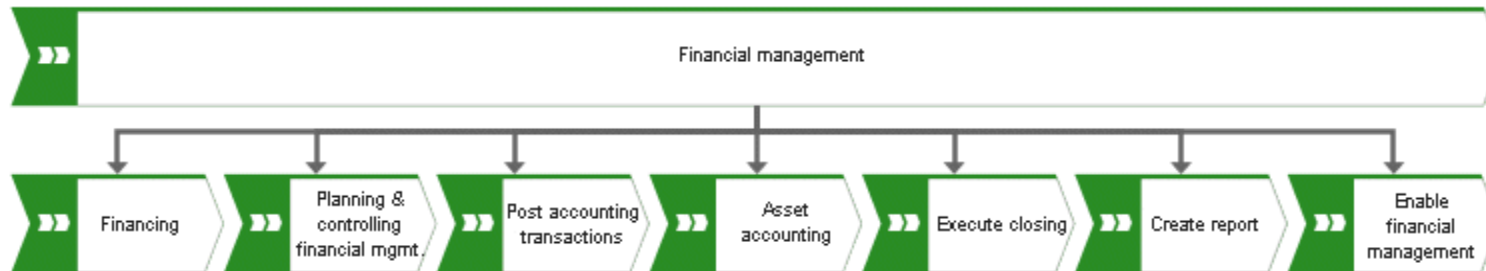 Financial management
Financing
Planning &
controlling
financial mgmt.
Post accounting
transactions
Asset
accounting
Execute closing
Create report
Enable
financial
management